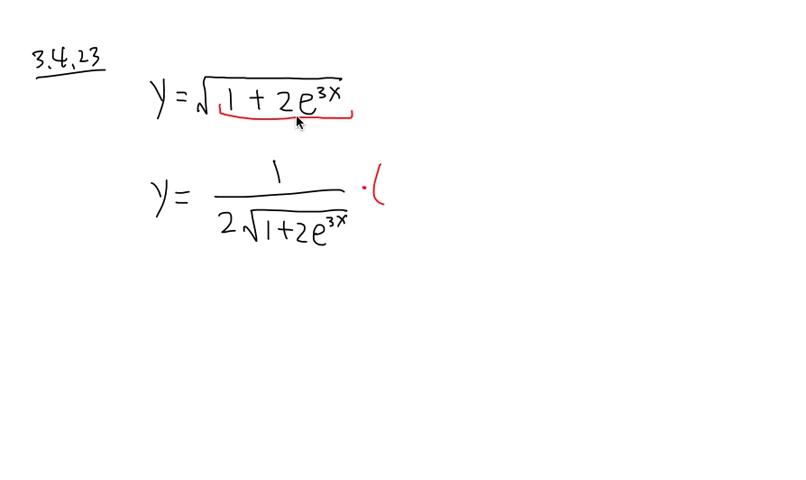 3.4.23
y = √(1 + 2e^{3x})
y = 1 / (2√(1+2e^{3x})) · (